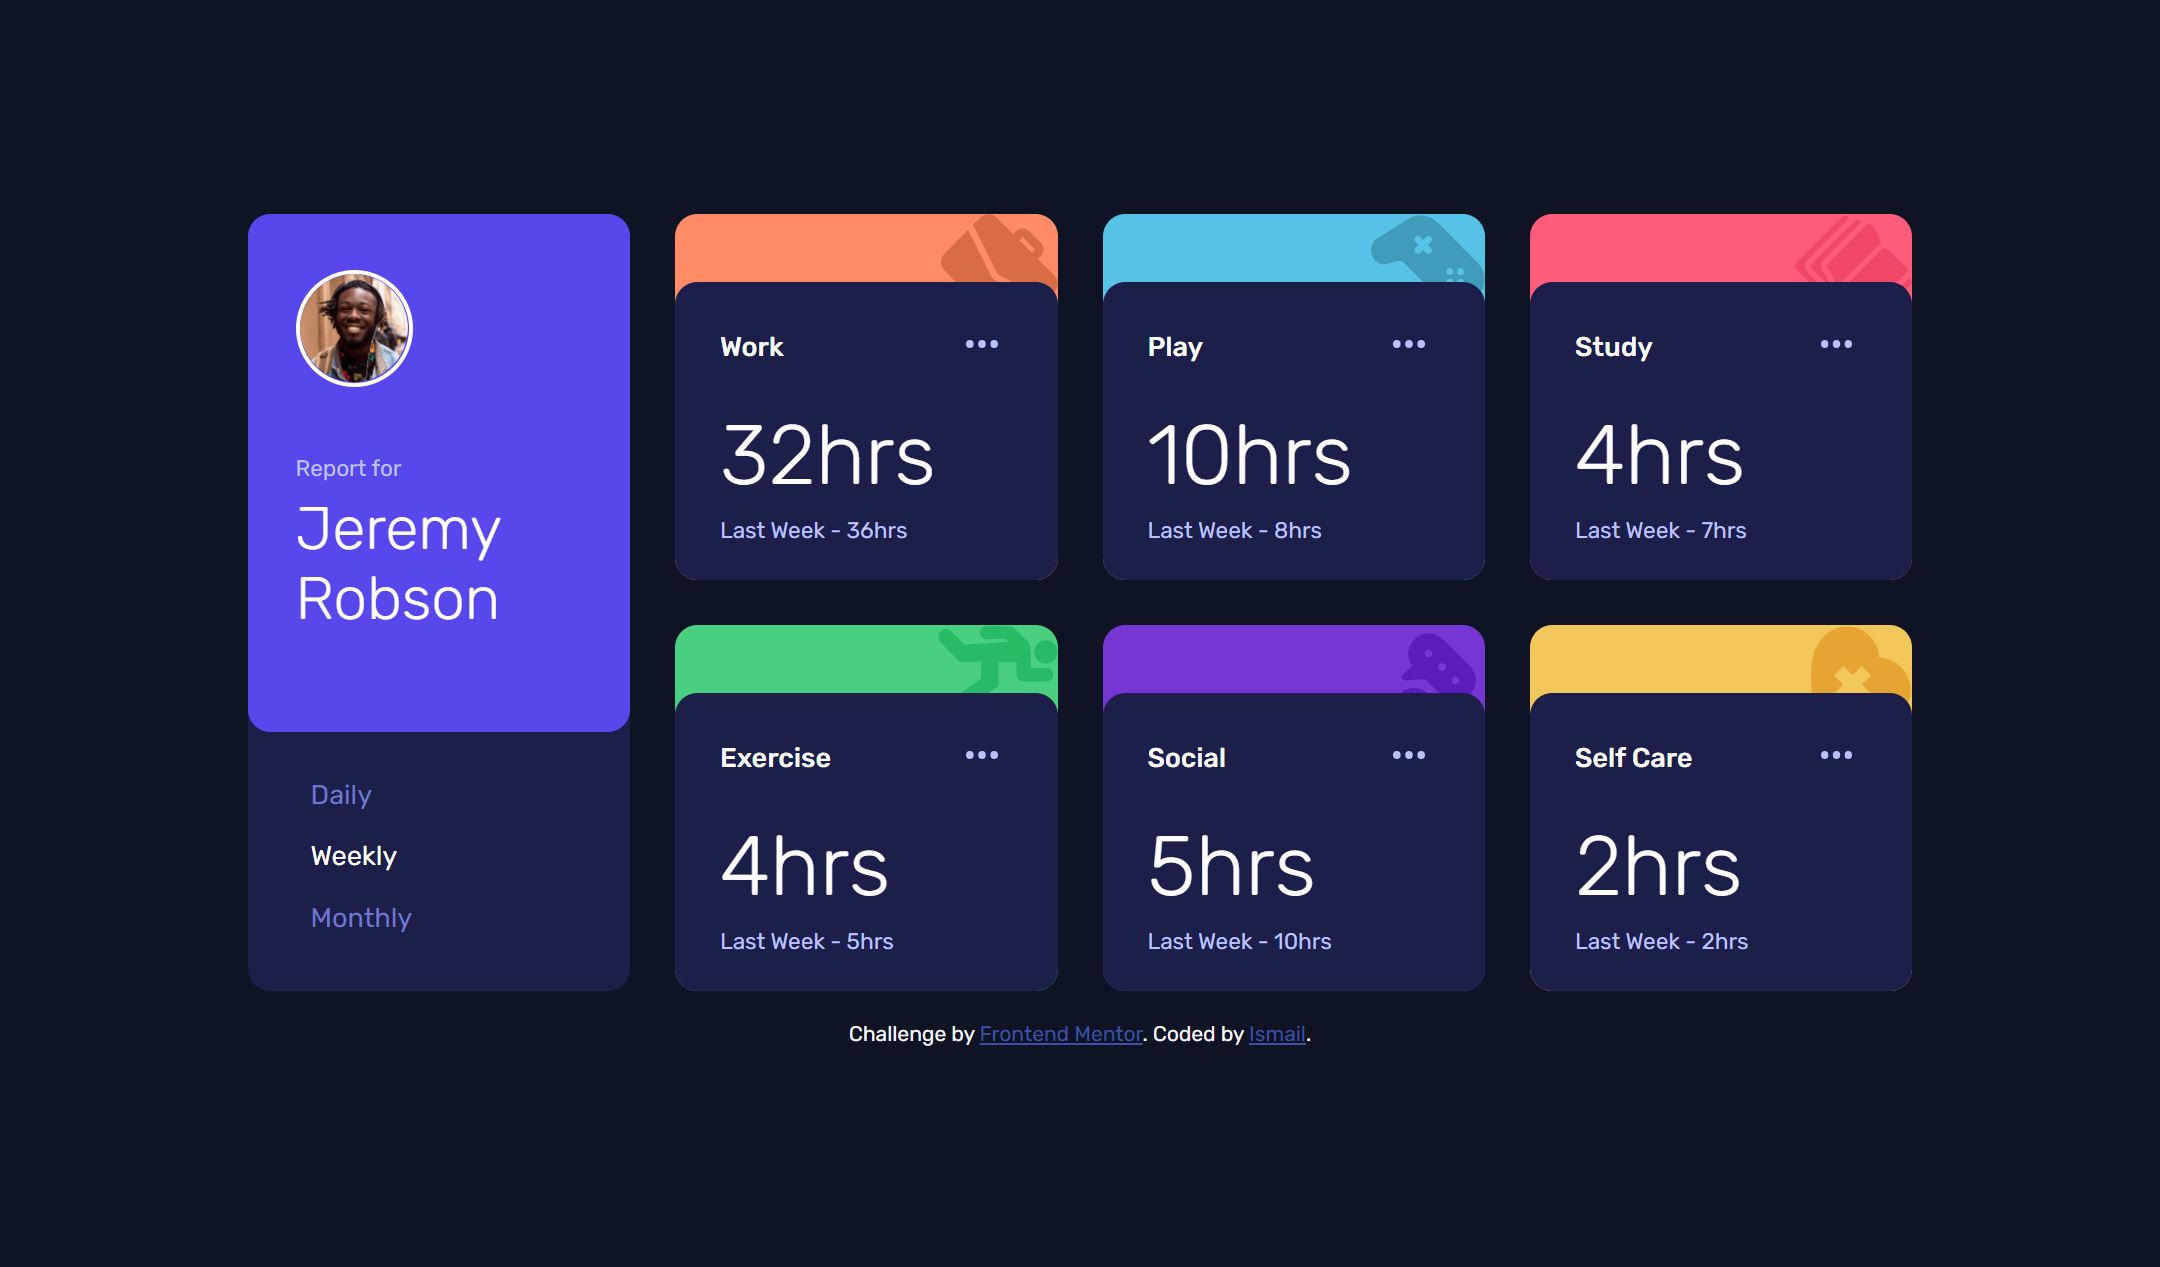 Report for
Jeremy
Robson
Daily
Weekly
Monthly
Work
32hrs
Last Week - 36hrs
Play
10hrs
Last Week - 8hrs
Study
4hrs
Last Week - 7hrs
Exercise
4hrs
Last Week - 5hrs
Social
5hrs
Last Week - 10hrs
Self Care
2hrs
Last Week - 2hrs
Challenge by Frontend Mentor. Coded by Ismail.